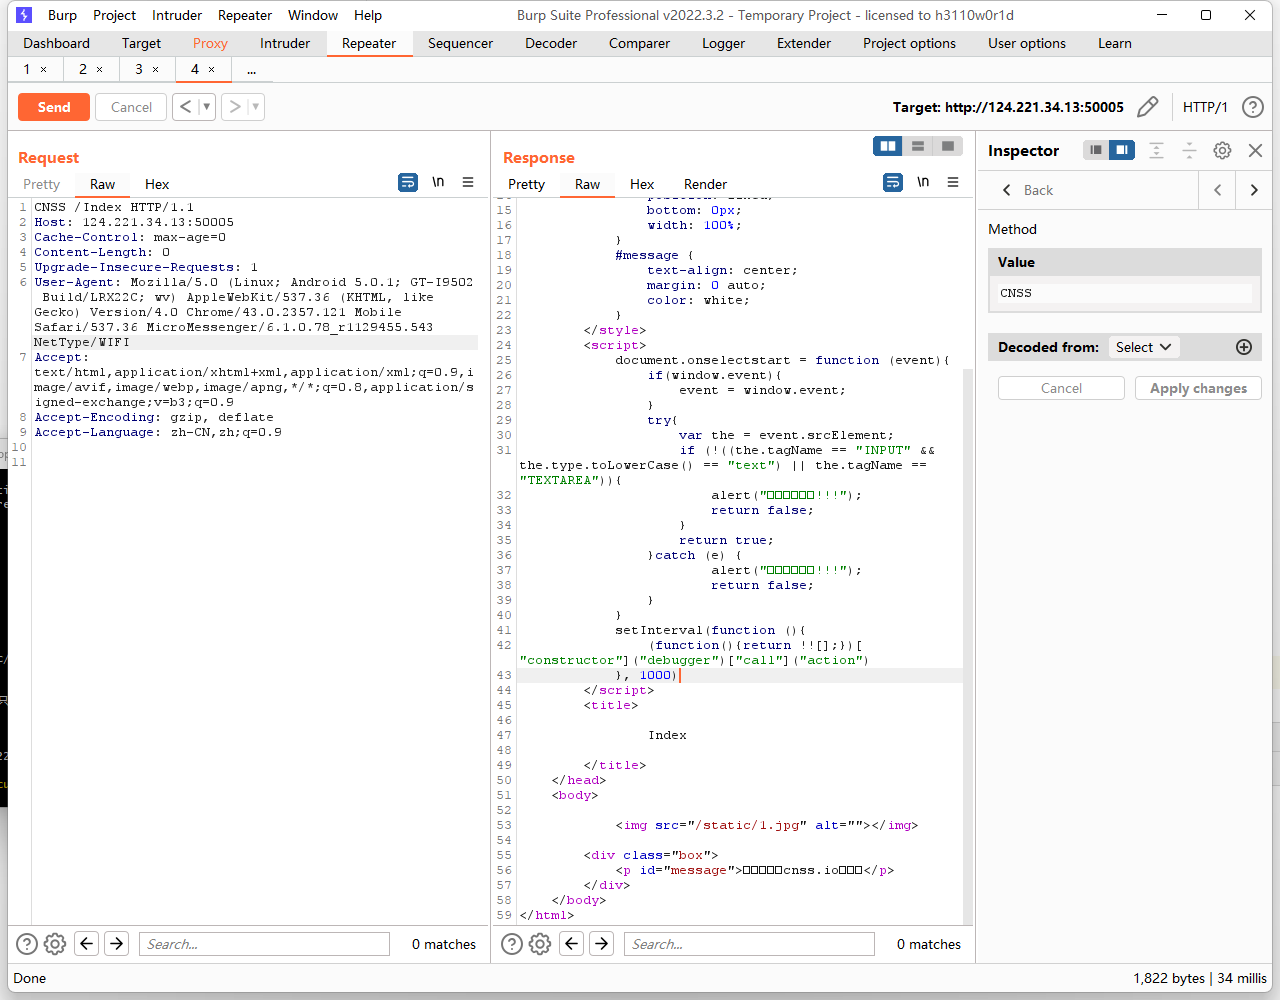 Burp Project Intruder Repeater Window Help Burp Suite Professional v2022.3.2 - Temporary Project - licensed to h3110w0r1d
Dashboard Target Proxy Intruder Repeater Sequencer Decoder Comparer Logger Extender Project options User options Learn
1 × 2 × 3 × 4 × ...
Send Cancel < > Target: http://124.221.34.13:50005 HTTP/1 ?
Request
Pretty Raw Hex \n
1 CNSS /Index HTTP/1.1
2 Host: 124.221.34.13:50005
3 Cache-Control: max-age=0
4 Content-Length: 0
5 Upgrade-Insecure-Requests: 1
6 User-Agent: Mozilla/5.0 (Linux; Android 5.0.1; GT-I9502
Build/LRX22C; wv) AppleWebKit/537.36 (KHTML, like
Gecko) Version/4.0 Chrome/43.0.2357.121 Mobile
Safari/537.36 MicroMessenger/6.1.0.78_r1129455.543
NetType/WIFI
7 Accept:
text/html,application/xhtml+xml,application/xml;q=0.9,i
mage/avif,image/webp,image/apng,*/*;q=0.8,application/s
igned-exchange;v=b3;q=0.9
8 Accept-Encoding: gzip, deflate
9 Accept-Language: zh-CN,zh;q=0.9
10
11
Search... 0 matches
Response
Pretty Raw Hex Render \n
15 bottom: 0px;
16 width: 100%;
17 }
18 #message {
19 text-align: center;
20 margin: 0 auto;
21 color: white;
22 }
23 </style>
24 <script>
25 document.onselectstart = function (event){
26 if(window.event){
27 event = window.event;
28 }
29 try{
30 var the = event.srcElement;
31 if (!((the.tagName == "INPUT" &&
the.type.toLowerCase() == "text") || the.tagName ==
"TEXTAREA")){
32 alert("□□□□□□!!!");
33 return false;
34 }
35 return true;
36 }catch (e) {
37 alert("□□□□□□!!!");
38 return false;
39 }
40 }
41 setInterval(function (){
42 (function(){return !![];})[
"constructor"]("debugger")["call"]("action")
43 }, 1000)
44 </script>
45 <title>
46
47 Index
48
49 </title>
50 </head>
51 <body>
52
53 <img src="/static/1.jpg" alt=""></img>
54
55 <div class="box">
56 <p id="message">□□□□□cnss.io□□□</p>
57 </div>
58 </body>
59 </html>
Search... 0 matches
Inspector
Back
Method
Value
CNSS
Decoded from: Select
Cancel Apply changes
Done 1,822 bytes | 34 millis